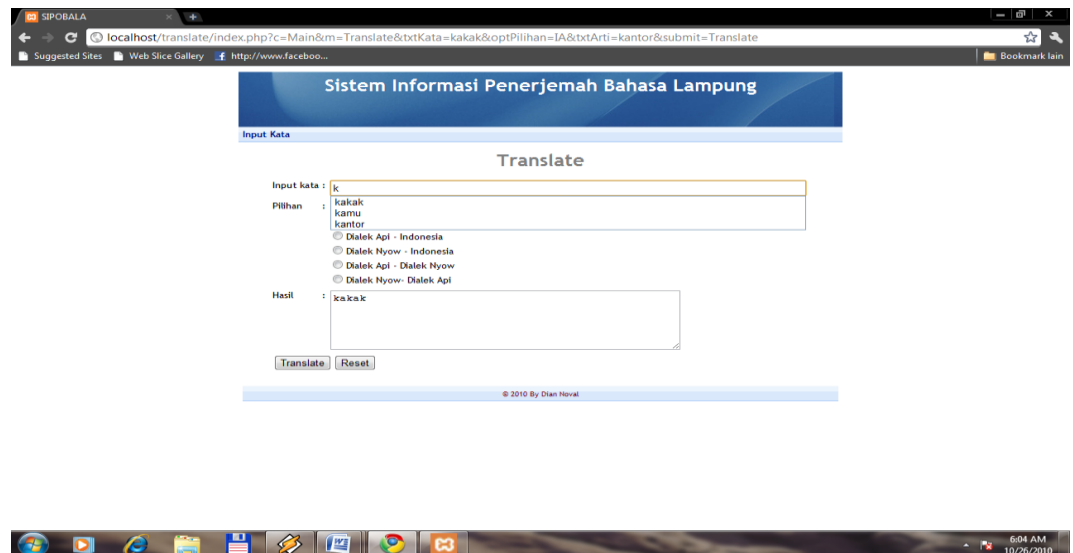 SIPOBALA
localhost/translate/index.php?c=Main&m=Translate&txtKata=kakak&optPilihan=IA&txtArti=kantor&submit=Translate
Suggested Sites Web Slice Gallery http://www.faceboo... Bookmark lain
Sistem Informasi Penerjemah Bahasa Lampung
Input Kata
Translate
Input kata : k
kakak
Pilihan :
kamu
kantor
Dialek Api - Indonesia
Dialek Nyow - Indonesia
Dialek Api - Dialek Nyow
Dialek Nyow- Dialek Api
Hasil : kakak
Translate Reset
© 2010 By Dian Noval
6:04 AM
10/26/2010